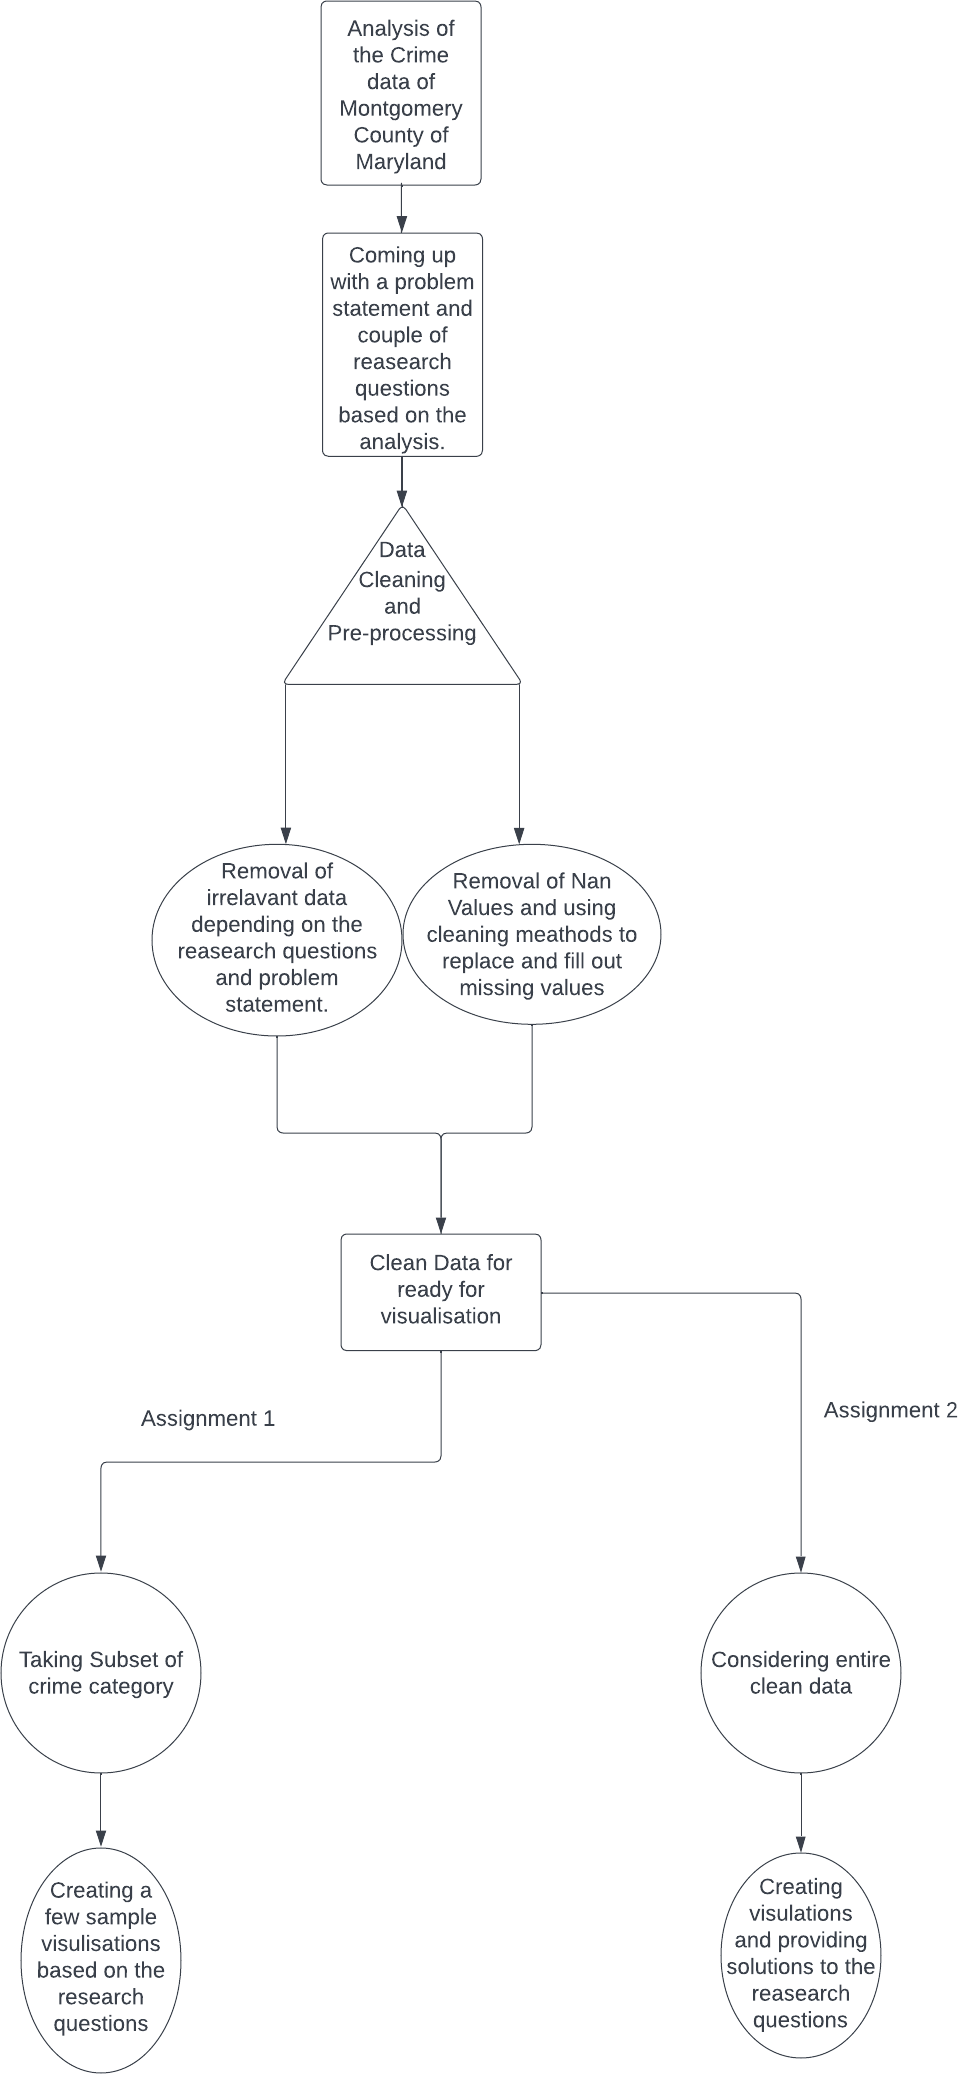 Analysis of
the Crime
data of
Montgomery
County of
Maryland
Coming up
with a problem
statement and
couple of
reasearch
questions
based on the
analysis.
Data
Cleaning
and
Pre-processing
Removal of
irrelavant data
depending on the
reasearch questions
and problem
statement.
Removal of Nan
Values and using
cleaning meathods to
replace and fill out
missing values
Clean Data for
ready for
visualisation
Assignment 1
Assignment 2
Taking Subset of
crime category
Considering entire
clean data
Creating a
few sample
visulisations
based on the
research
questions
Creating
visulations
and providing
solutions to the
reasearch
questions